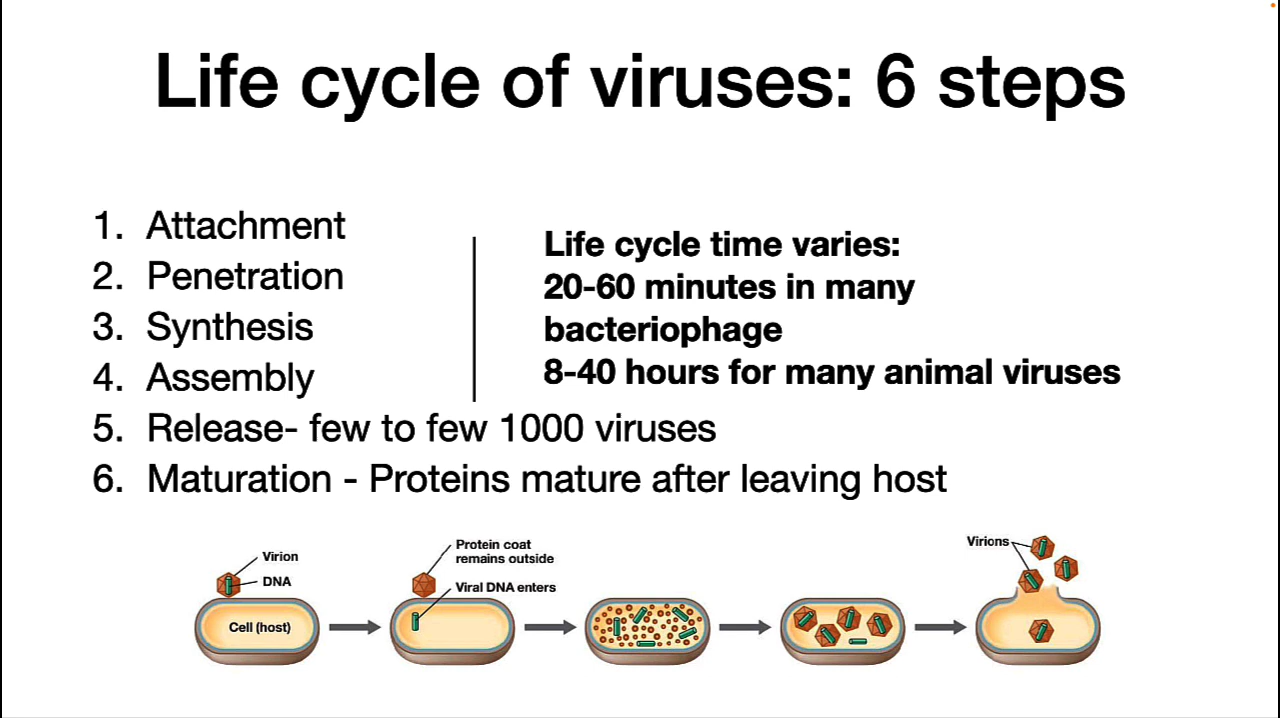 Life cycle of viruses: 6 steps
1. Attachment
2. Penetration
3. Synthesis
4. Assembly
5. Release- few to few 1000 viruses
6. Maturation - Proteins mature after leaving host
Life cycle time varies:
20-60 minutes in many
bacteriophage
8-40 hours for many animal viruses
Virion
DNA
Cell (host)
Protein coat
remains outside
Viral DNA enters
Virions